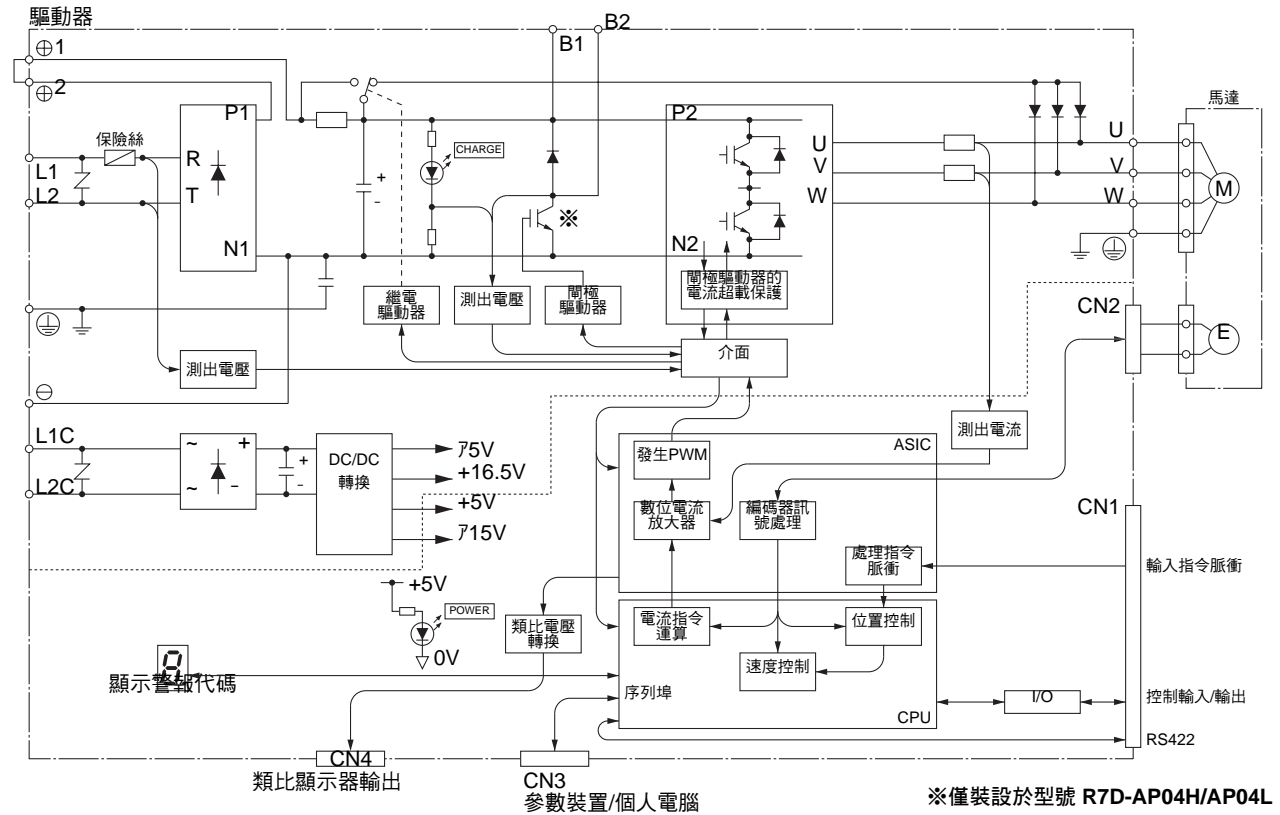 驅動器
B2
⊕1
B1
⊕2
P1
P2
馬達
保險絲
CHARGE
U
U
R
L1
V
V
+
M
L2
T
W
W
-
※
N1
N2
閘極驅動器的
電流超載保護
繼電
驅動器
測出電壓
閘極
驅動器
CN2
E
介面
測出電壓
⊖
測出電流
L1C
~
+
ASIC
發生PWM
+
DC/DC
轉換
ｱ5V
+16.5V
-
L2C
~
-
+5V
數位電流
放大器
編碼器訊
號處理
CN1
ｱ15V
處理指令
脈衝
輸入指令脈衝
+5V
POWER
類比電壓
轉換
電流指令
運算
位置控制
0V
速度控制
顯示警報代碼
序列埠
I/O
控制輸入/輸出
CPU
RS422
CN4
類比顯示器輸出
CN3
參數裝置/個人電腦
※僅裝設於型號 R7D-AP04H/AP04L